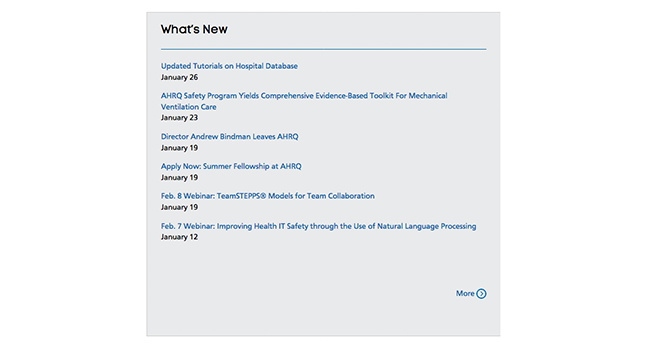 What's New
Updated Tutorials on Hospital Database
January 26
AHRQ Safety Program Yields Comprehensive Evidence-Based Toolkit For Mechanical
Ventilation Care
January 23
Director Andrew Bindman Leaves AHRQ
January 19
Apply Now: Summer Fellowship at AHRQ
January 19
Feb. 8 Webinar: TeamSTEPPS® Models for Team Collaboration
January 19
Feb. 7 Webinar: Improving Health IT Safety through the Use of Natural Language Processing
January 12
More